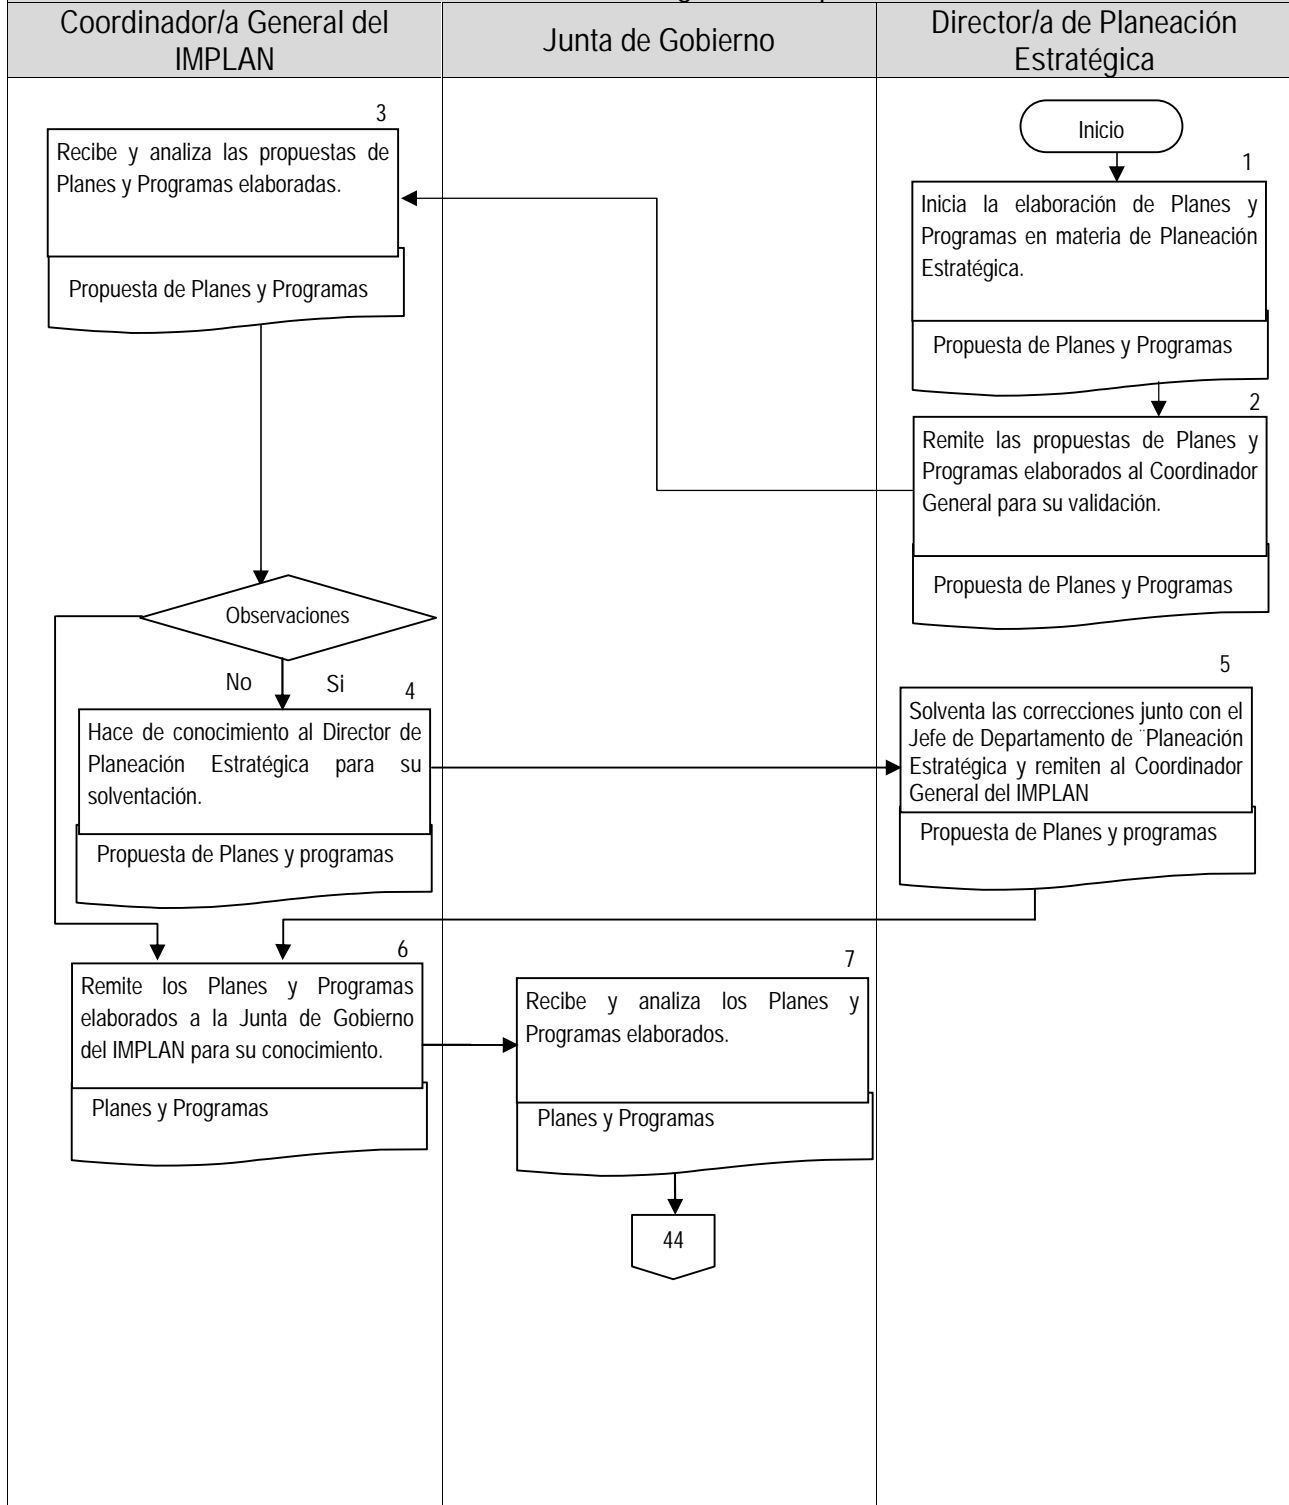 Coordinador/a General del
IMPLAN
Junta de Gobierno
Director/a de Planeación
Estratégica
Inicio
1
Inicia la elaboración de Planes y
Programas en materia de Planeación
Estratégica.
Propuesta de Planes y Programas
2
Remite las propuestas de Planes y
Programas elaborados al Coordinador
General para su validación.
Propuesta de Planes y Programas
3
Recibe y analiza las propuestas de
Planes y Programas elaboradas.
Propuesta de Planes y Programas
Observaciones
No Si
4
Hace de conocimiento al Director de
Planeación Estratégica para su
solventación.
Propuesta de Planes y programas
5
Solventa las correcciones junto con el
Jefe de Departamento de ¨Planeación
Estratégica y remiten al Coordinador
General del IMPLAN
Propuesta de Planes y programas
6
Remite los Planes y Programas
elaborados a la Junta de Gobierno
del IMPLAN para su conocimiento.
Planes y Programas
7
Recibe y analiza los Planes y
Programas elaborados.
Planes y Programas
44